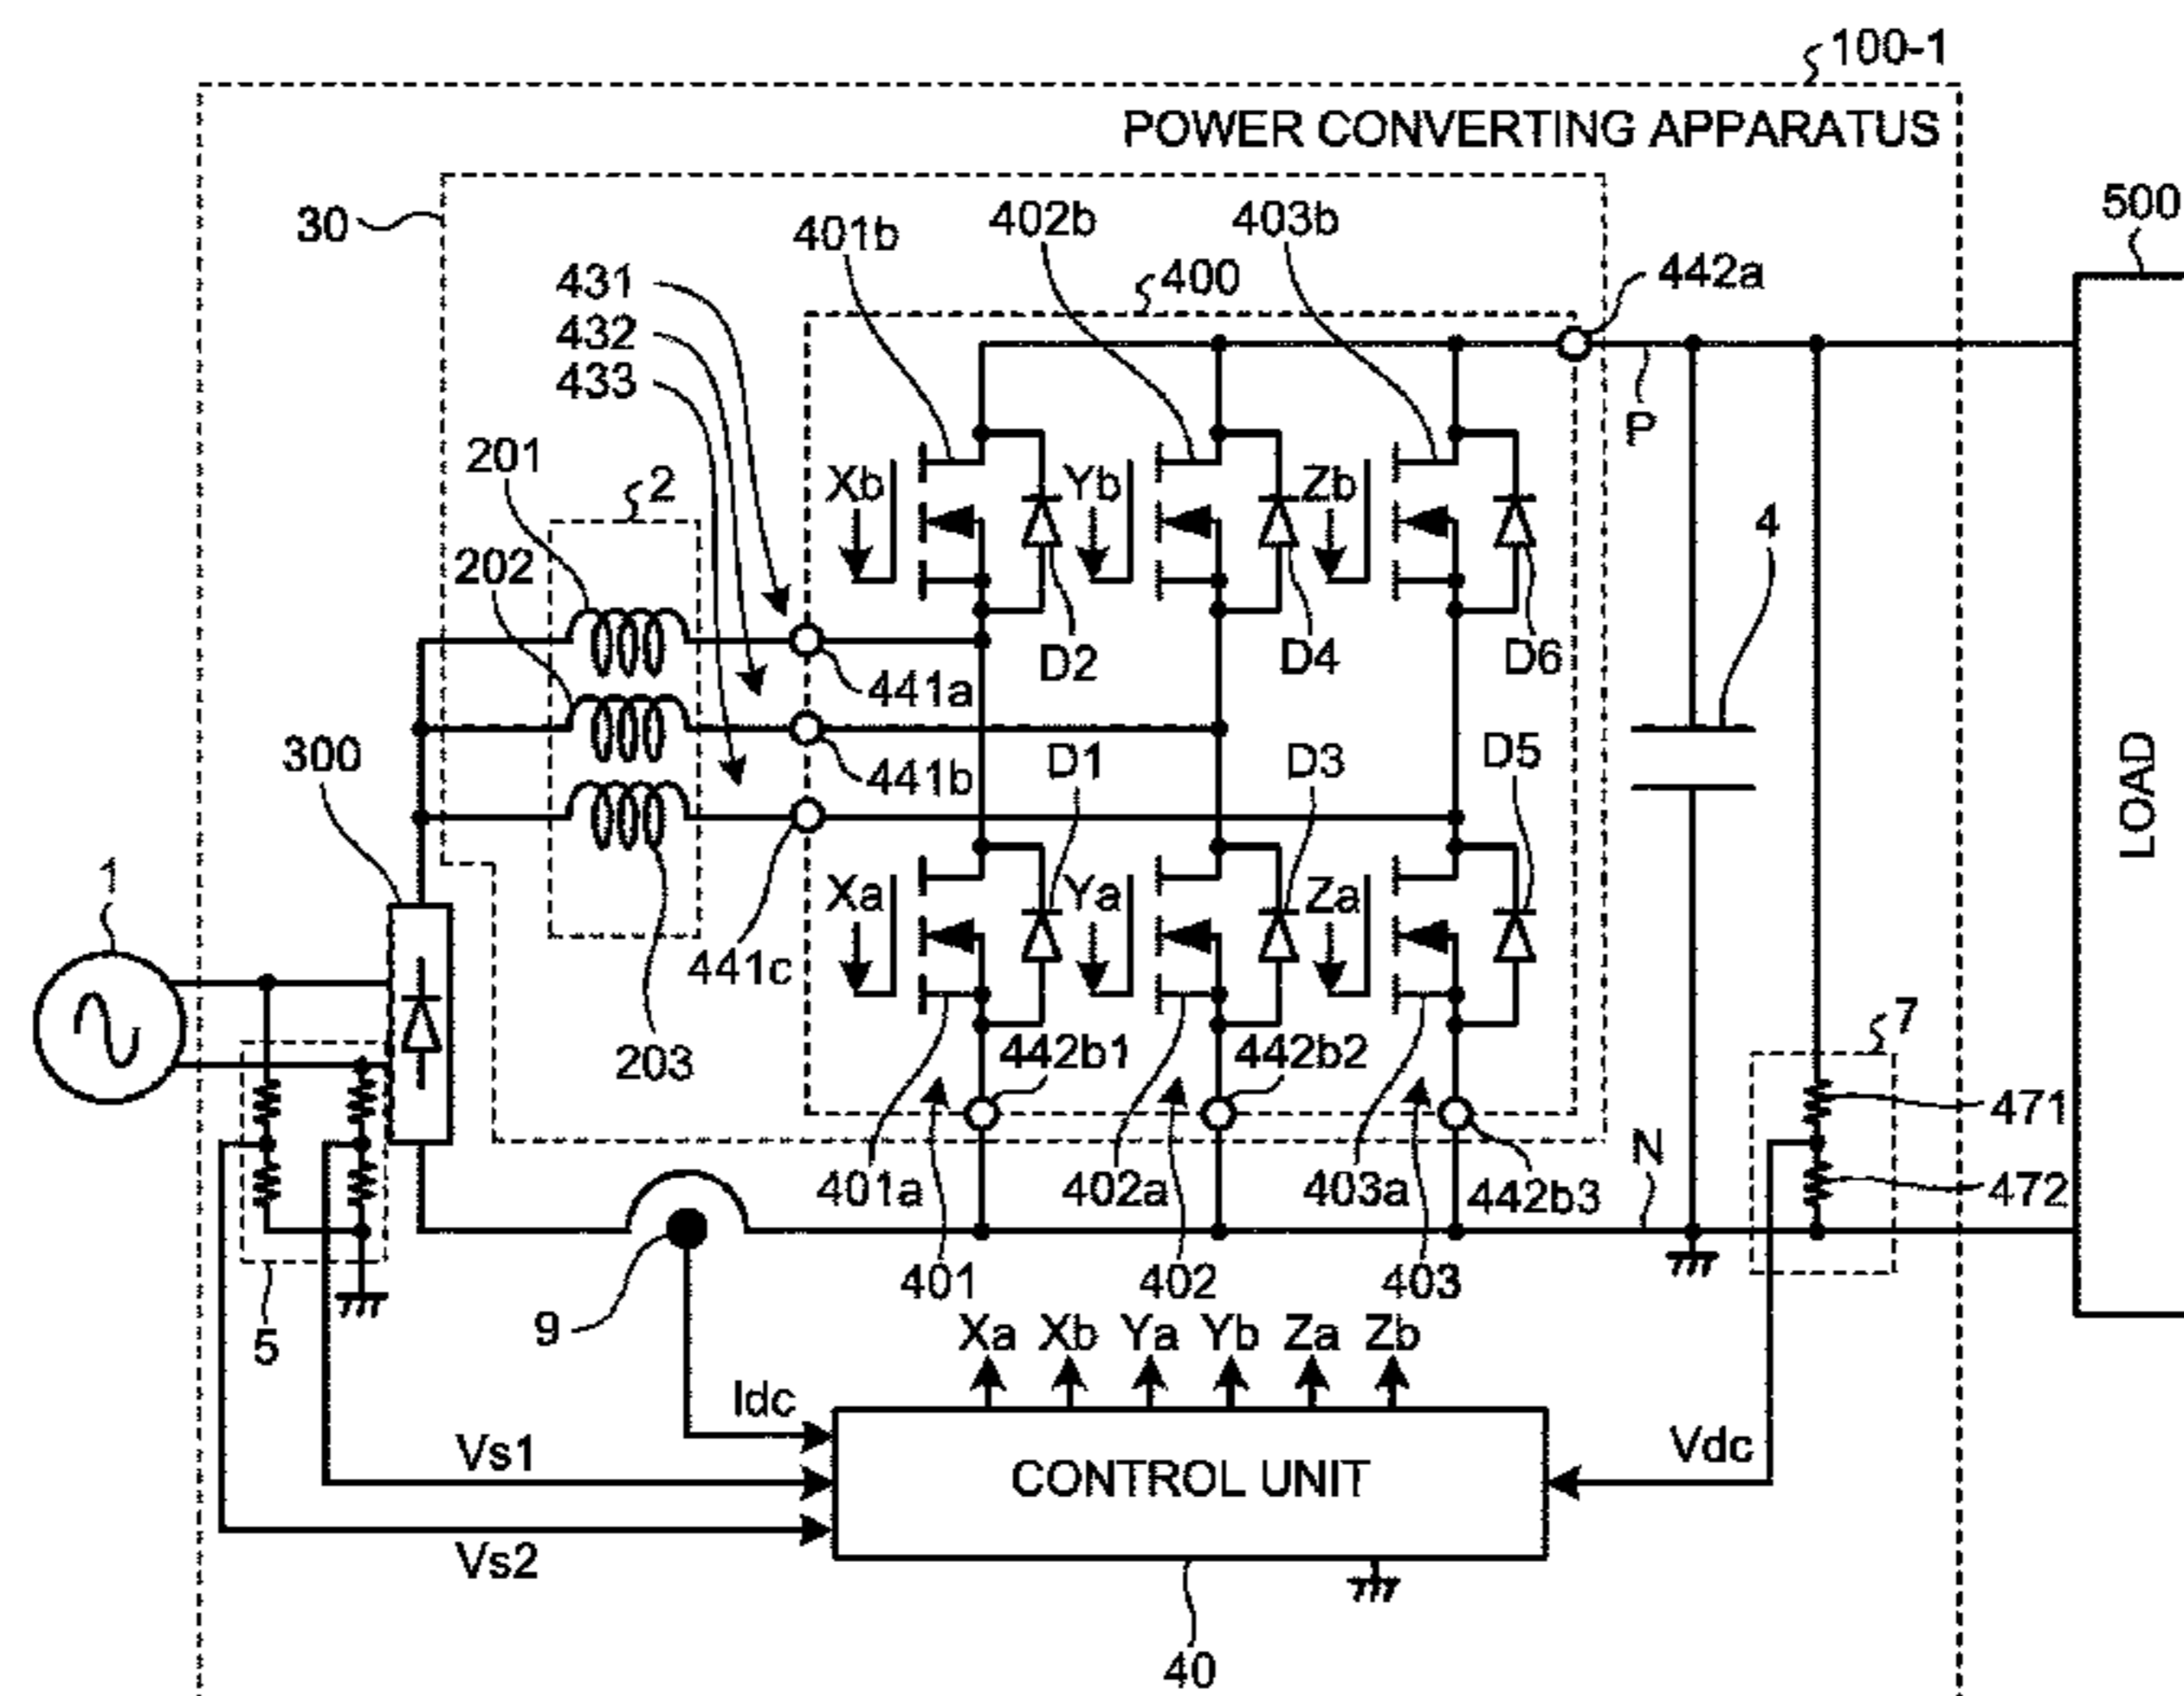 100-1
POWER CONVERTING APPARATUS
30
401b
402b
403b
500
400
442a
431
432
433
P
201
2
Xb
Yb
Zb
4
202
D2
D4
D6
441a
300
441b
D1
D3
D5
LOAD
1
Xa
Ya
Za
441c
203
442b1
442b2
7
471
N
401a
402a
403a
442b3
472
5
9
401
402
403
Xa Xb Ya Yb Za Zb
Idc
Vs1
CONTROL UNIT
Vdc
Vs2
40